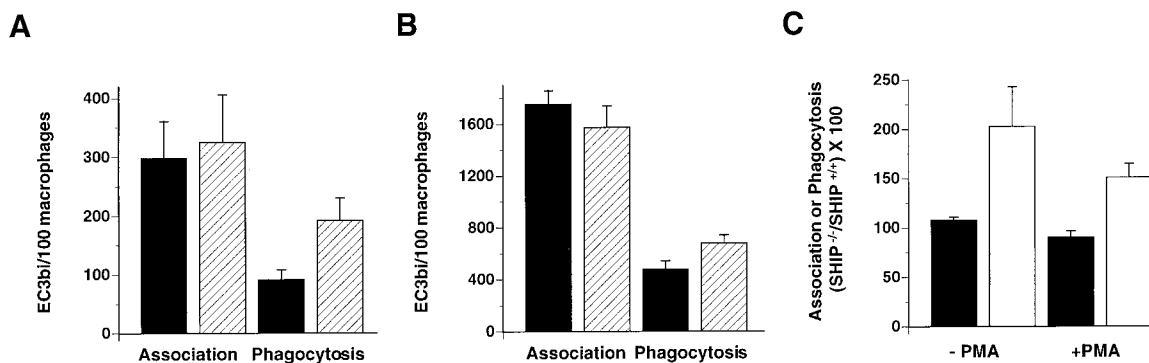 A
EC3bi/100 macrophages
400
300
200
100
0
Association Phagocytosis
B
EC3bi/100 macrophages
1600
1200
800
400
0
Association Phagocytosis
C
Association or Phagocytosis
(SHIP-/-/SHIP+/+) X 100
250
200
150
100
50
0
- PMA +PMA